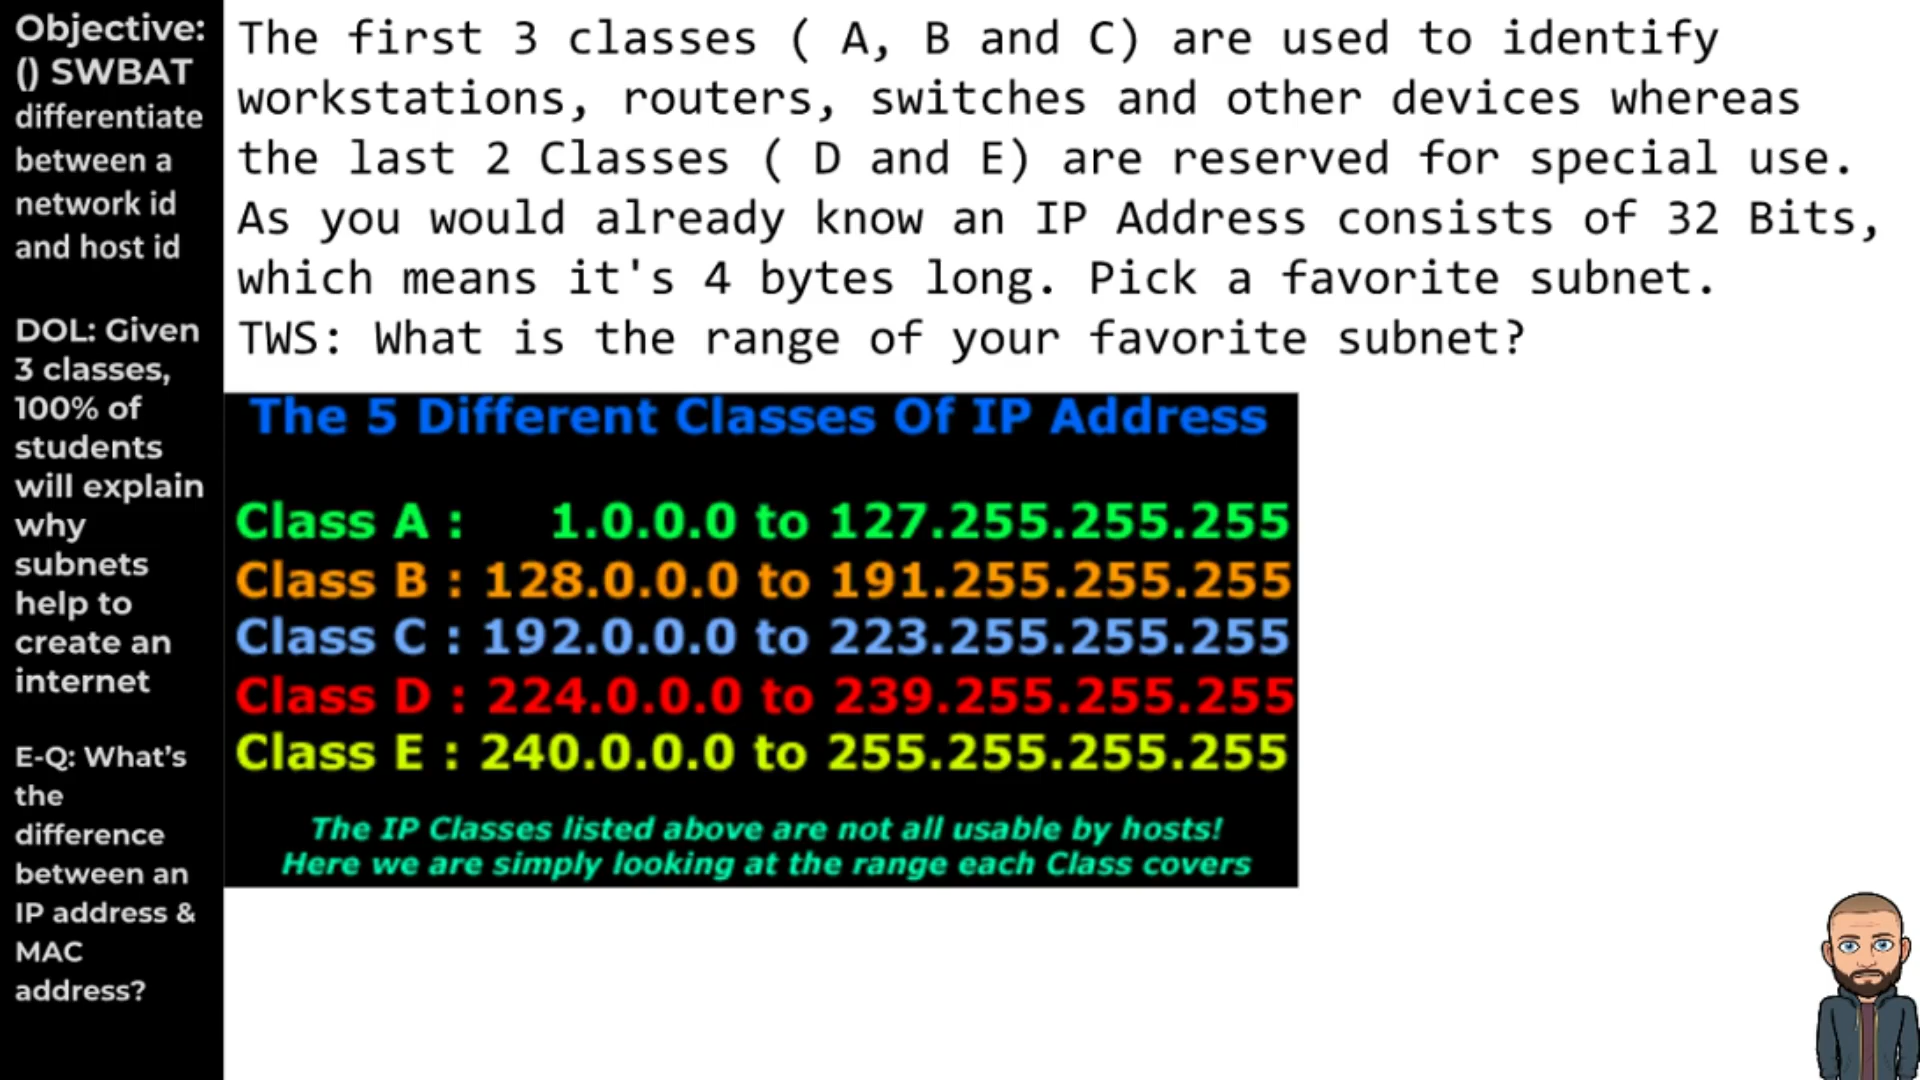 Objective:
() SWBAT
differentiate
between a
network id
and host id
DOL: Given
3 classes,
100% of
students
will explain
why
subnets
help to
create an
internet
E-Q: What's
the
difference
between an
IP address &
MAC
address?
The first 3 classes ( A, B and C) are used to identify
workstations, routers, switches and other devices whereas
the last 2 Classes ( D and E) are reserved for special use.
As you would already know an IP Address consists of 32 Bits,
which means it's 4 bytes long. Pick a favorite subnet.
TWS: What is the range of your favorite subnet?
The 5 Different Classes Of IP Address
Class A : 1.0.0.0 to 127.255.255.255
Class B : 128.0.0.0 to 191.255.255.255
Class C : 192.0.0.0 to 223.255.255.255
Class D : 224.0.0.0 to 239.255.255.255
Class E : 240.0.0.0 to 255.255.255.255
The IP Classes listed above are not all usable by hosts!
Here we are simply looking at the range each Class covers